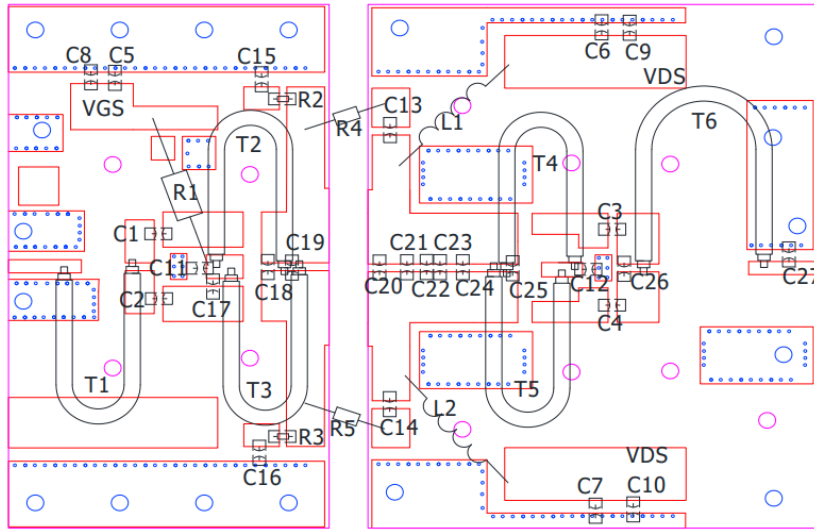 C8 C5 C15 C6 C9
VDS
VGS R2 C13
R4 L1 T6
T2 T4
R1
C1 C3
C11 C19 C21 C23
C18 C20 C22 C24 C25 C12 C26 C27
C2 C17 C4
T1 T3 T5
L2
R3 R5 C14
C16 VDS
C7 C10